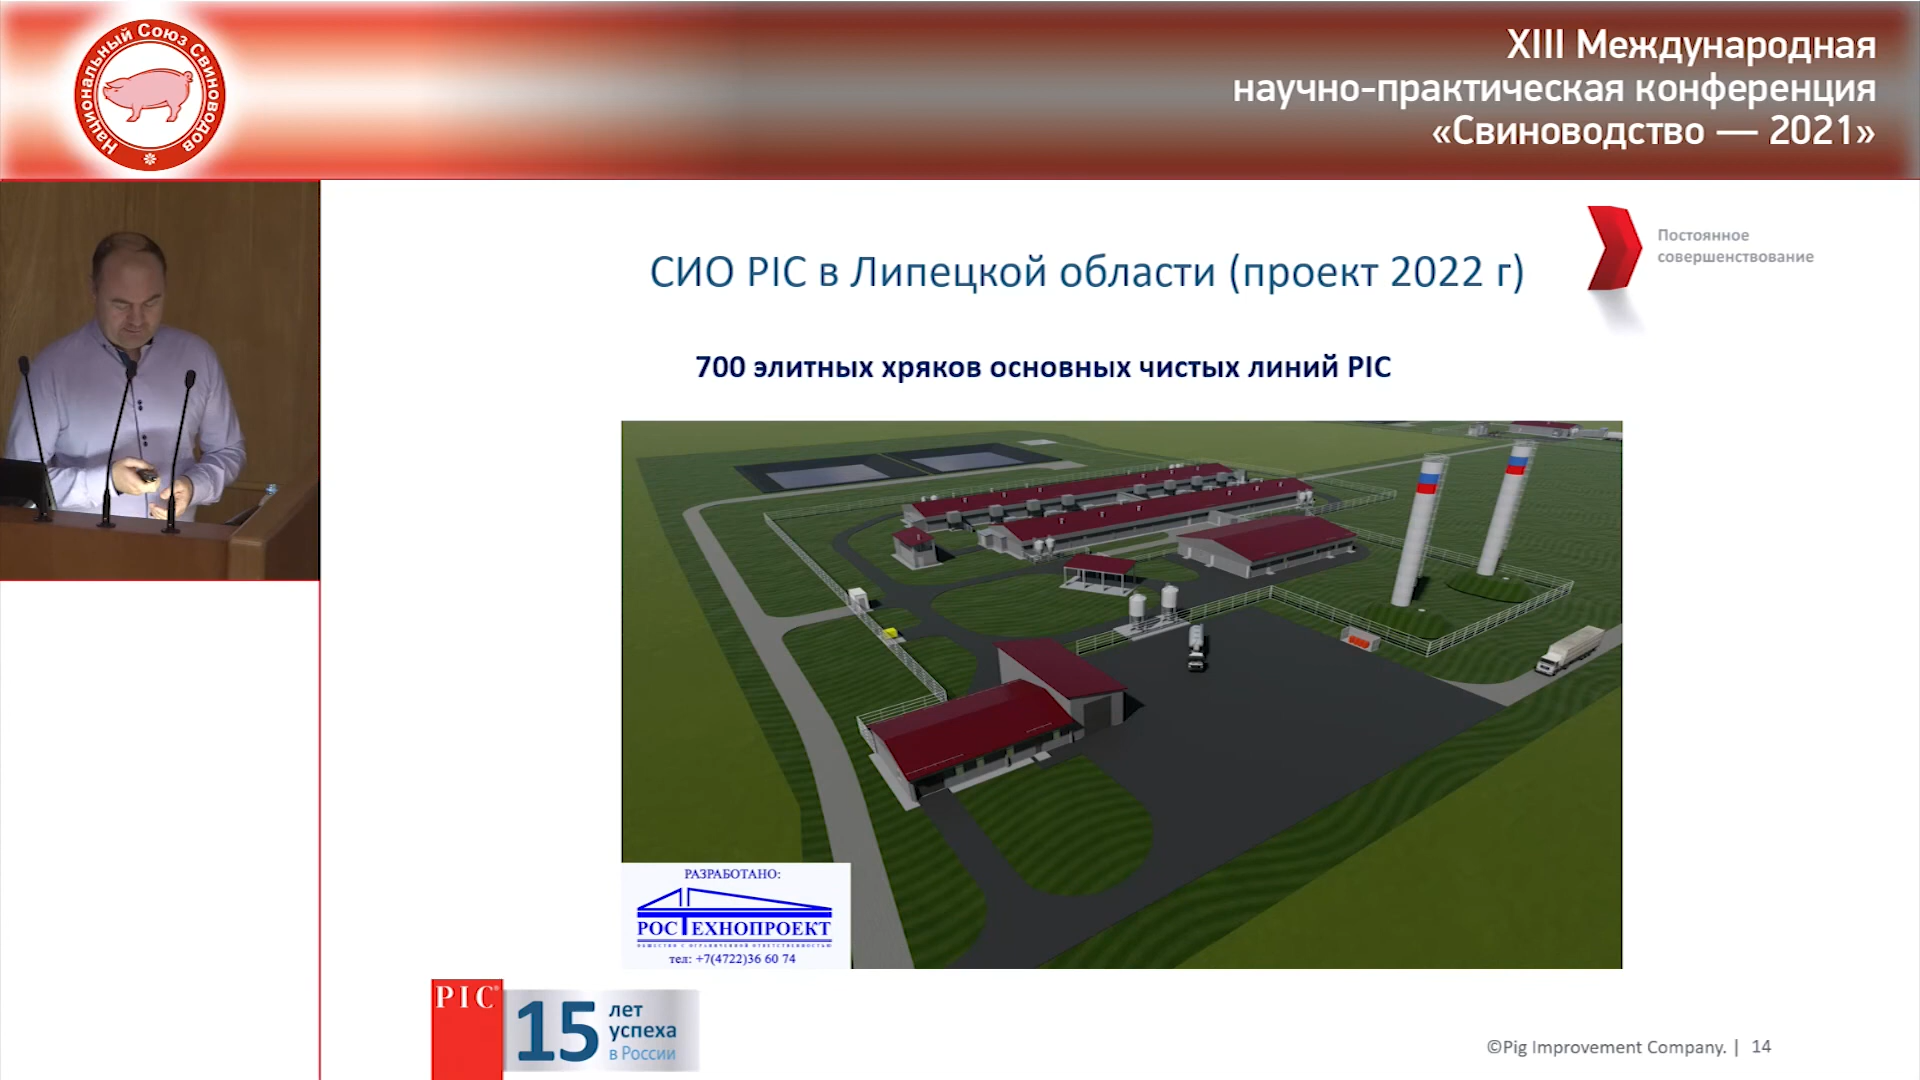 Национальный Союз Свиноводов
XIII Международная
научно-практическая конференция
«Свиноводство — 2021»
Постоянное
совершенствование
СИО PIC в Липецкой области (проект 2022 г)
700 элитных хряков основных чистых линий PIC
РАЗРАБОТАНО:
РОСТЕХНОПРОЕКТ
тел: +7(4722)36 60 74
PIC®
15 лет
успеха
в России
©Pig Improvement Company. | 14